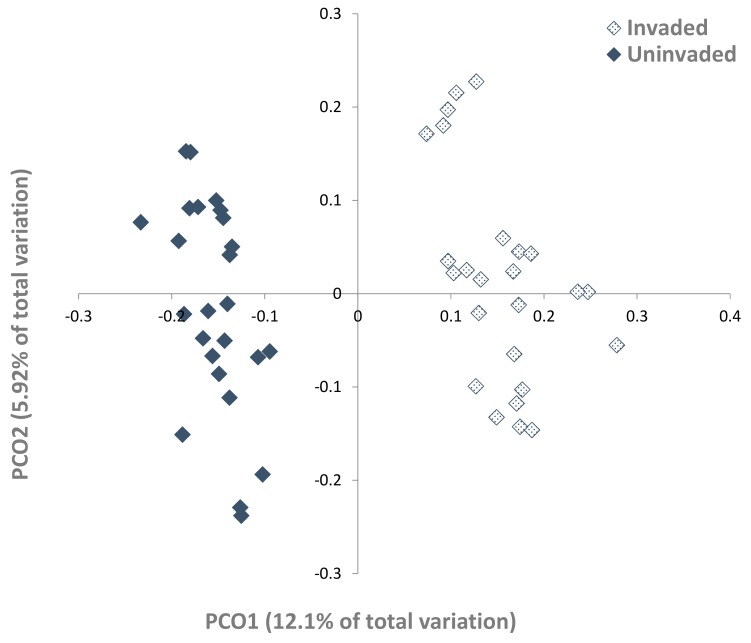 0.3
Invaded
Uninvaded
0.2
0.1
0
-0.3 -0.2 -0.1 0 0.1 0.2 0.3 0.4
-0.1
-0.2
-0.3
PCO2 (5.92% of total variation)
PCO1 (12.1% of total variation)